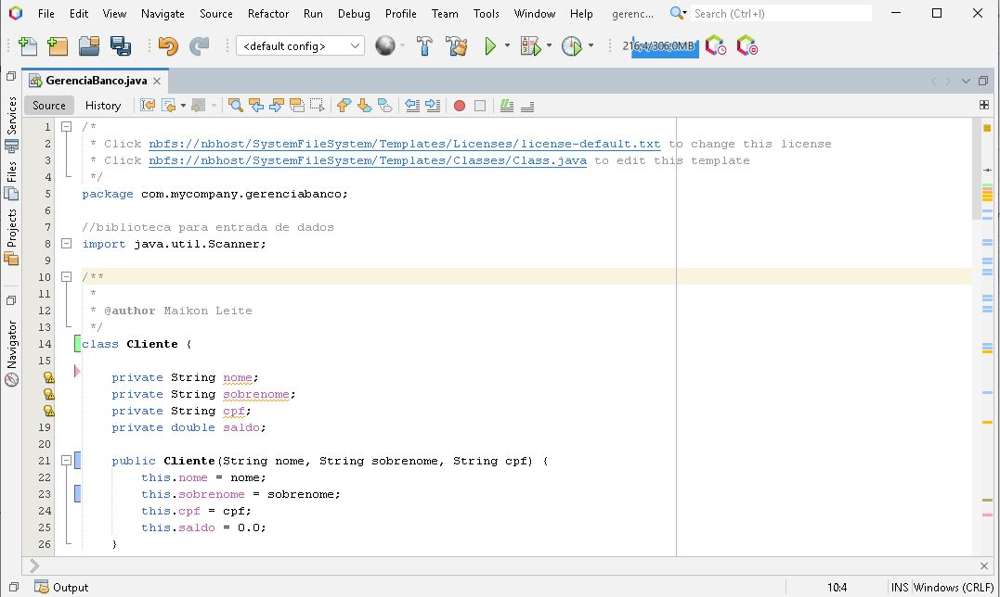 File Edit View Navigate Source Refactor Run Debug Profile Team Tools Window Help gerenc... Search (Ctrl+I)
<default config> 216,4/306,0MB
GerenciaBanco.java
Source History
Services
Files
Projects
Navigator
1 /*
2 * Click nbfs://nbhost/SystemFileSystem/Templates/Licenses/license-default.txt to change this license
3 * Click nbfs://nbhost/SystemFileSystem/Templates/Classes/Class.java to edit this template
4 */
5 package com.mycompany.gerenciabanco;
6
7 //biblioteca para entrada de dados
8 import java.util.Scanner;
9
10 /**
11 *
12 * @author Maikon Leite
13 */
14 class Cliente {
15
private String nome;
private String sobrenome;
private String cpf;
19 private double saldo;
20
21 public Cliente(String nome, String sobrenome, String cpf) {
22 this.nome = nome;
23 this.sobrenome = sobrenome;
24 this.cpf = cpf;
25 this.saldo = 0.0;
26 }
Output 10:4 INS Windows (CRLF)